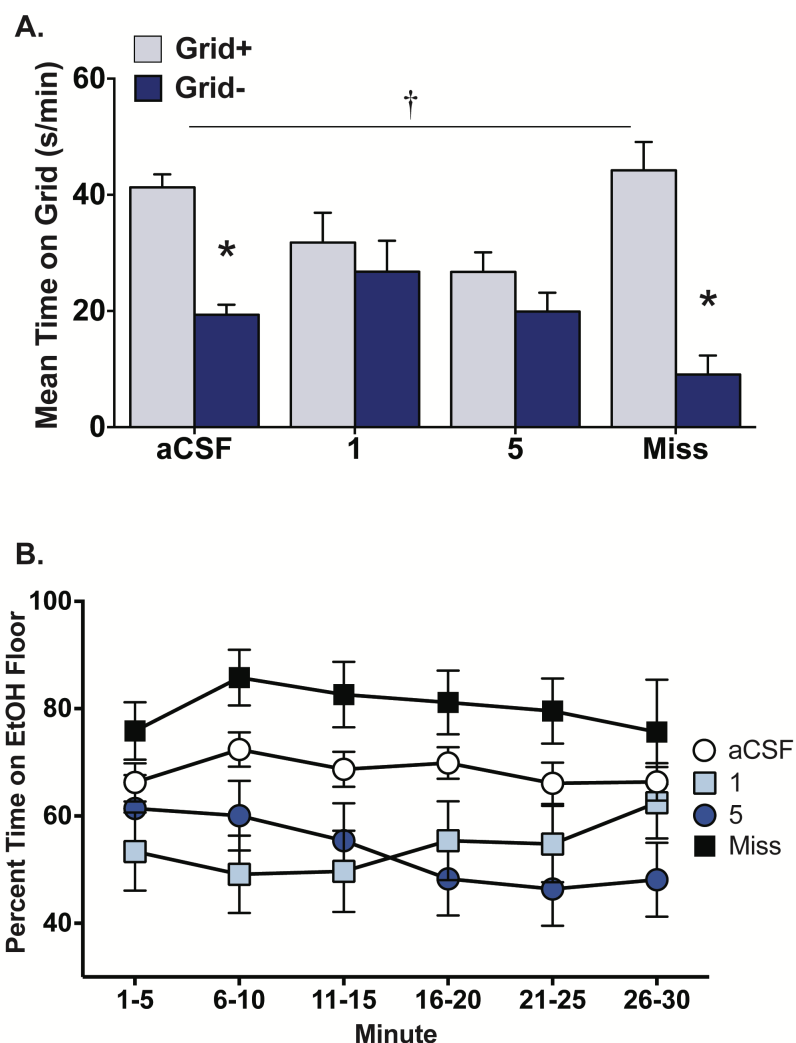 A.
Grid+
Grid-
†
Mean Time on Grid (s/min)
60
40
20
0
*
*
aCSF 1 5 Miss
B.
Percent Time on EtOH Floor
100
80
60
40
aCSF
1
5
Miss
1-5 6-10 11-15 16-20 21-25 26-30
Minute